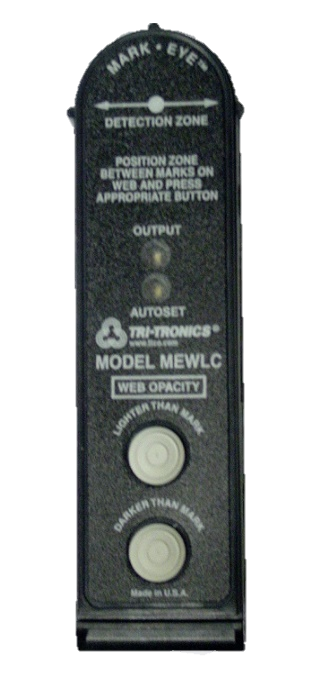 MARK • EYE™
DETECTION ZONE
POSITION ZONE
BETWEEN MARKS ON
WEB AND PRESS
APPROPRIATE BUTTON
OUTPUT
AUTOSET
TRI-TRONICS®
www.ttco.com
MODEL MEWLC
WEB OPACITY
LIGHTER THAN MARK
DARKER THAN MARK
Made in U.S.A.